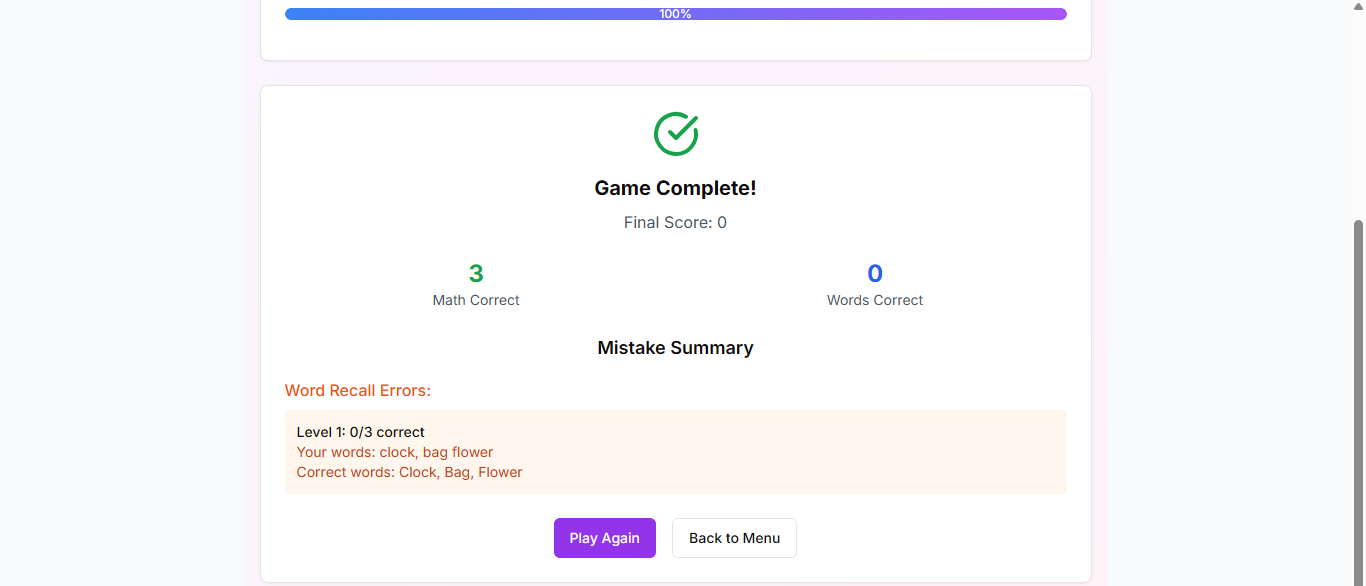 100%
Game Complete!
Final Score: 0
3
Math Correct
0
Words Correct
Mistake Summary
Word Recall Errors:
Level 1: 0/3 correct
Your words: clock, bag flower
Correct words: Clock, Bag, Flower
Play Again
Back to Menu